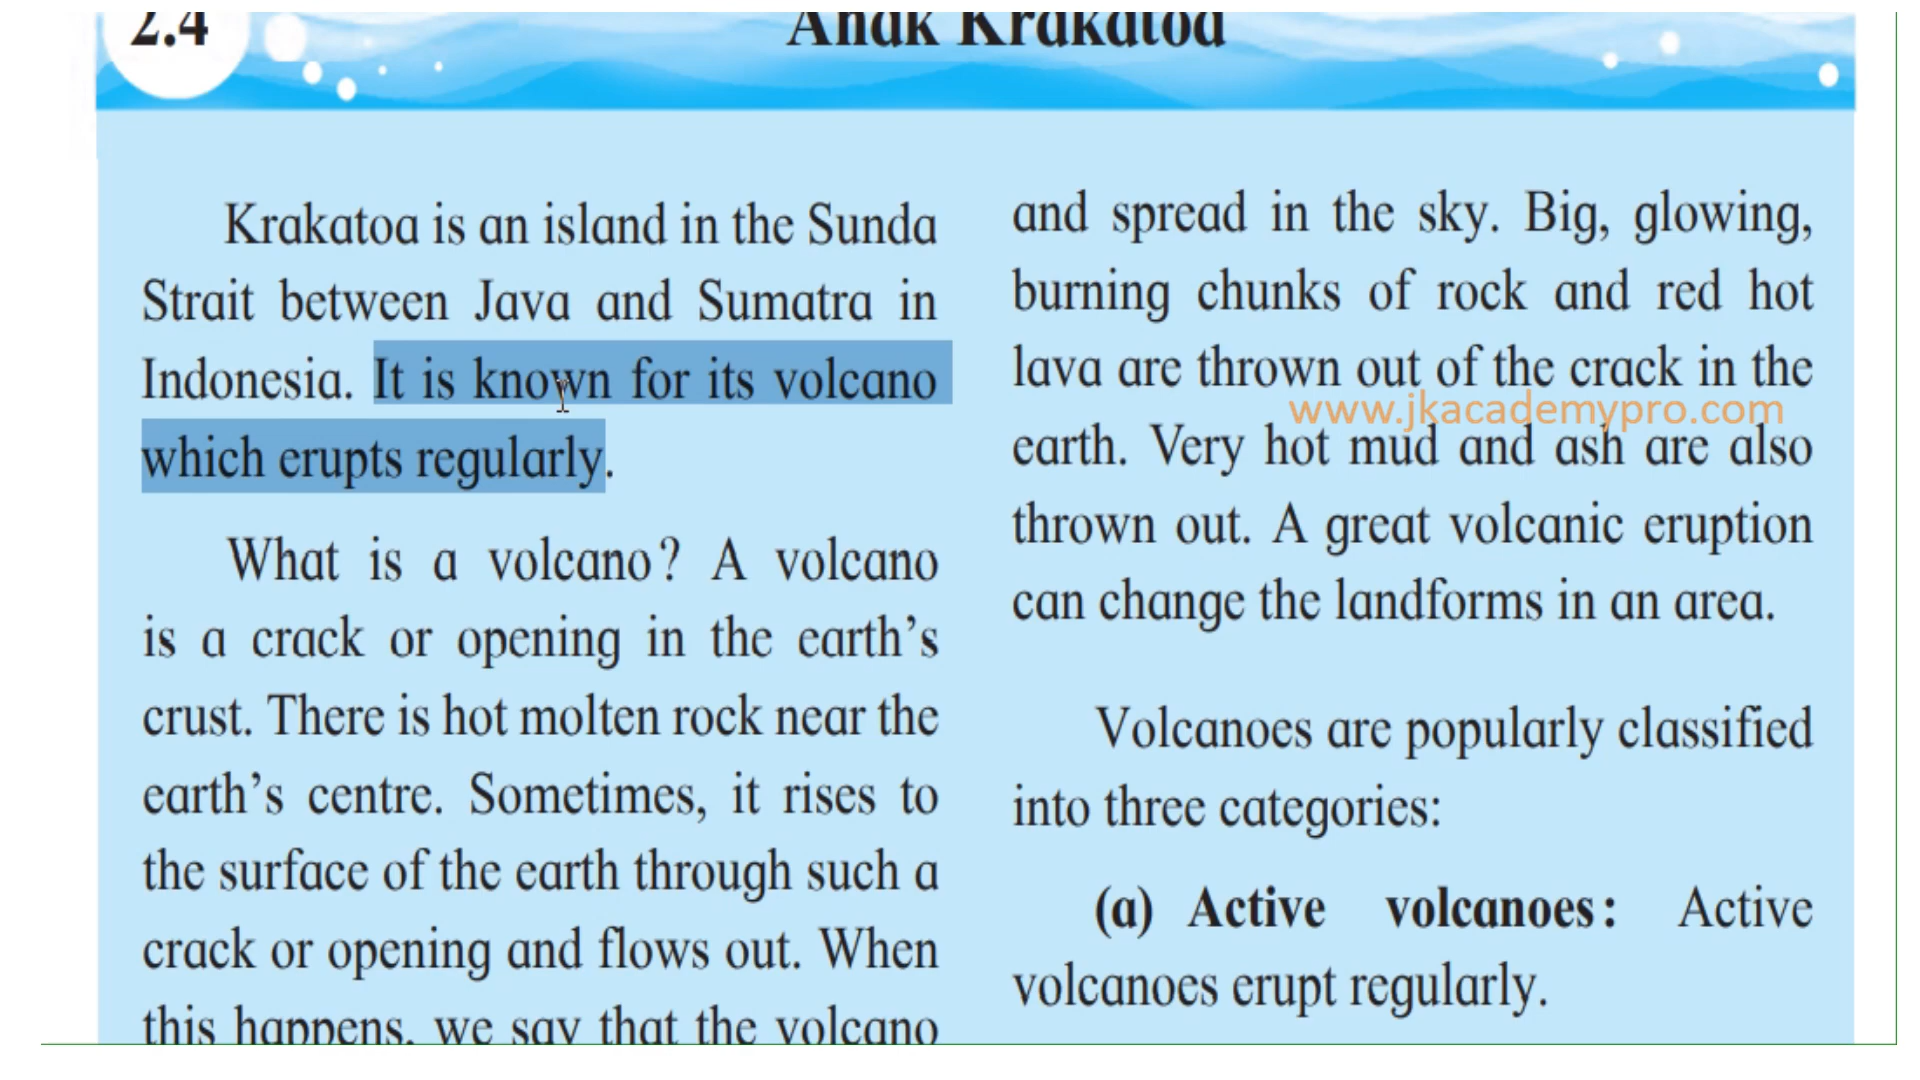 2.4
Anak Krakatoa
Krakatoa is an island in the Sunda
Strait between Java and Sumatra in
Indonesia. It is known for its volcano
which erupts regularly.
What is a volcano? A volcano
is a crack or opening in the earth's
crust. There is hot molten rock near the
earth's centre. Sometimes, it rises to
the surface of the earth through such a
crack or opening and flows out. When
this happens, we say that the volcano
and spread in the sky. Big, glowing,
burning chunks of rock and red hot
lava are thrown out of the crack in the
www.jkacademypro.com
earth. Very hot mud and ash are also
thrown out. A great volcanic eruption
can change the landforms in an area.
Volcanoes are popularly classified
into three categories:
(a) Active volcanoes: Active
volcanoes erupt regularly.